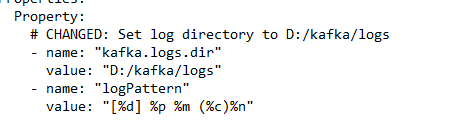 Property:
# CHANGED: Set log directory to D:/kafka/logs
- name: "kafka.logs.dir"
value: "D:/kafka/logs"
- name: "logPattern"
value: "[%d] %p %m (%c)%n"